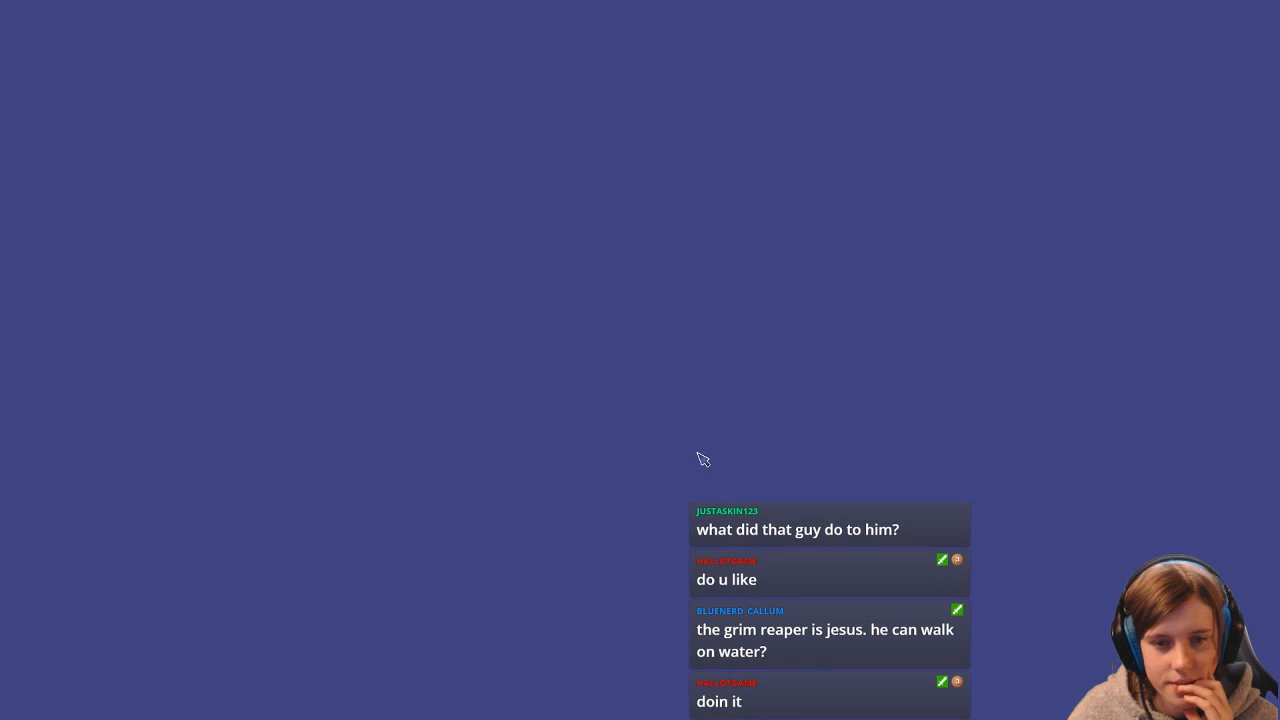 JUSTASKIN123
what did that guy do to him?
do u like
BLUENERD_CALLUM
the grim reaper is jesus. he can walk
on water?
doin it